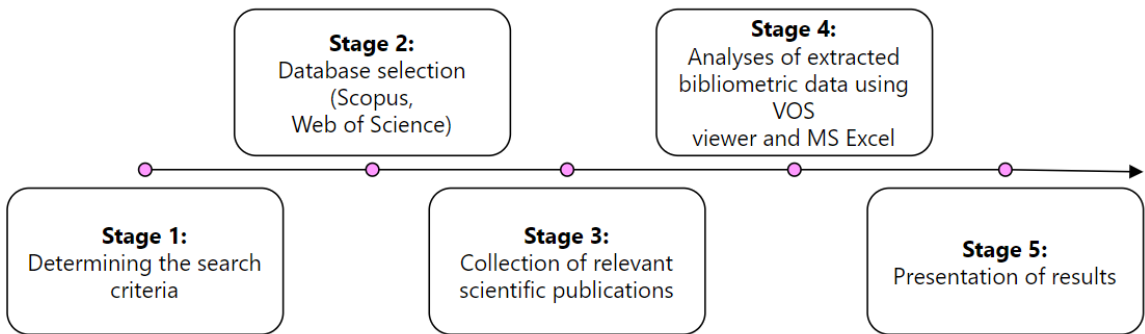 Stage 1:
Determining the search
criteria
Stage 2:
Database selection
(Scopus,
Web of Science)
Stage 3:
Collection of relevant
scientific publications
Stage 4:
Analyses of extracted
bibliometric data using
VOS
viewer and MS Excel
Stage 5:
Presentation of results